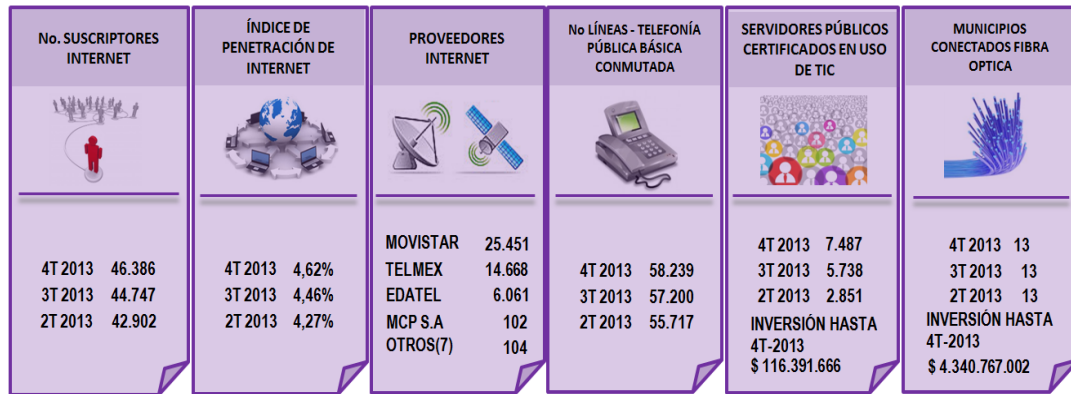 No. SUSCRIPTORES
INTERNET
4T 2013 46.386
3T 2013 44.747
2T 2013 42.902
ÍNDICE DE
PENETRACIÓN DE
INTERNET
4T 2013 4,62%
3T 2013 4,46%
2T 2013 4,27%
PROVEEDORES
INTERNET
MOVISTAR 25.451
TELMEX 14.668
EDATEL 6.061
MCP S.A 102
OTROS(7) 104
No LÍNEAS - TELEFONÍA
PÚBLICA BÁSICA
CONMUTADA
4T 2013 58.239
3T 2013 57.200
2T 2013 55.717
SERVIDORES PÚBLICOS
CERTIFICADOS EN USO
DE TIC
4T 2013 7.487
3T 2013 5.738
2T 2013 2.851
INVERSIÓN HASTA
4T-2013
$ 116.391.666
MUNICIPIOS
CONECTADOS FIBRA
OPTICA
4T 2013 13
3T 2013 13
2T 2013 13
INVERSIÓN HASTA
4T-2013
$ 4.340.767.002